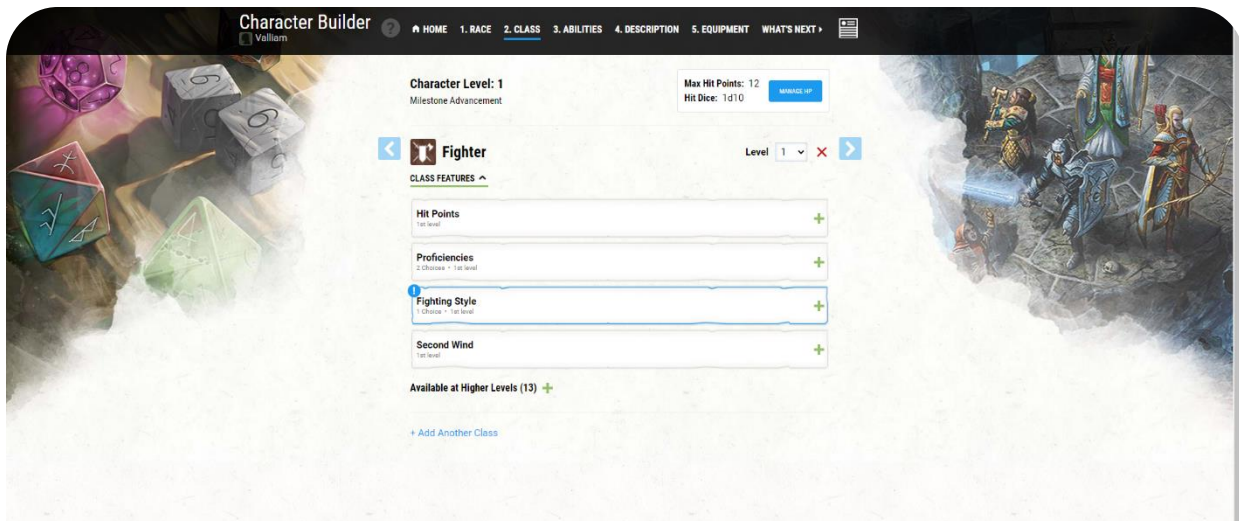 Character Builder
Valliam
?
HOME 1. RACE 2. CLASS 3. ABILITIES 4. DESCRIPTION 5. EQUIPMENT WHAT'S NEXT
Character Level: 1
Milestone Advancement
Max Hit Points: 12
Hit Dice: 1d10
MANAGE HP
Fighter
Level 1
CLASS FEATURES
Hit Points
1st level
Proficiencies
2 Choices • 1st level
!
Fighting Style
1 Choice • 1st level
Second Wind
1st level
Available at Higher Levels (13)
+ Add Another Class